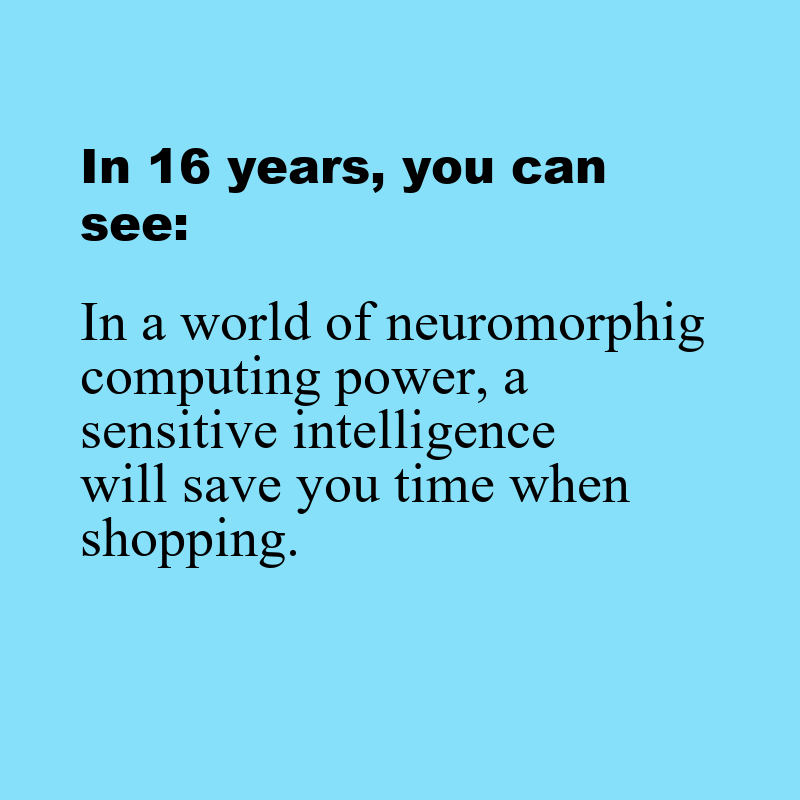 In 16 years, you can
see:
In a world of neuromorphig
computing power, a
sensitive intelligence
will save you time when
shopping.